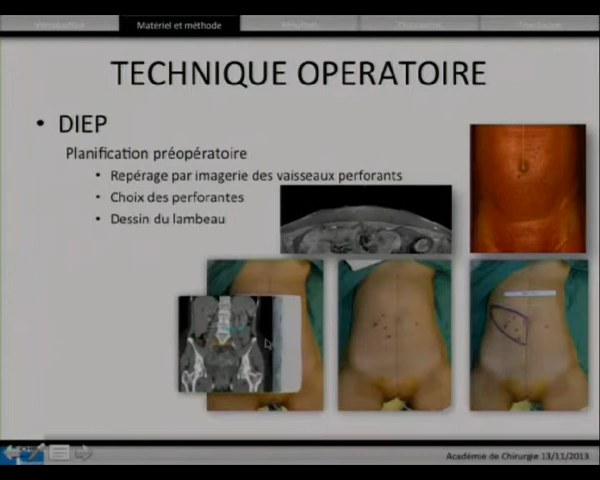 Matériel et méthode
TECHNIQUE OPERATOIRE
• DIEP
Planification préopératoire
• Repérage par imagerie des vaisseaux perforants
• Choix des perforantes
• Dessin du lambeau
Académie de Chirurgie 13/11/2013